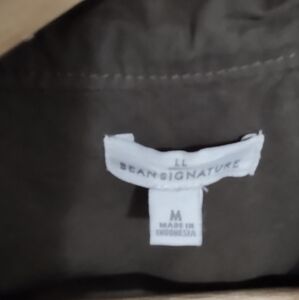 LL
BEAN SIGNATURE
M
MADE IN
INDONESIA